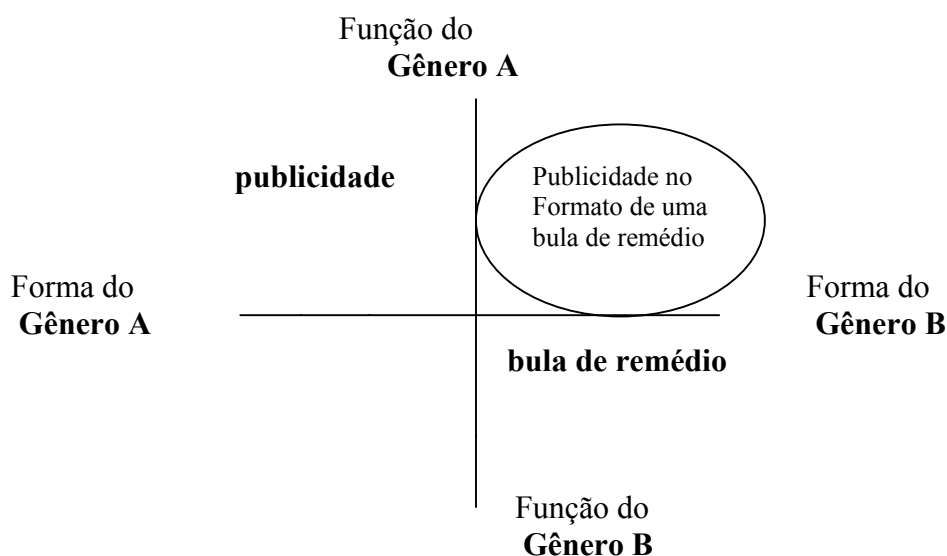 Função do
Gênero A
publicidade
Publicidade no
Formato de uma
bula de remédio
Forma do
Gênero A
Forma do
Gênero B
bula de remédio
Função do
Gênero B